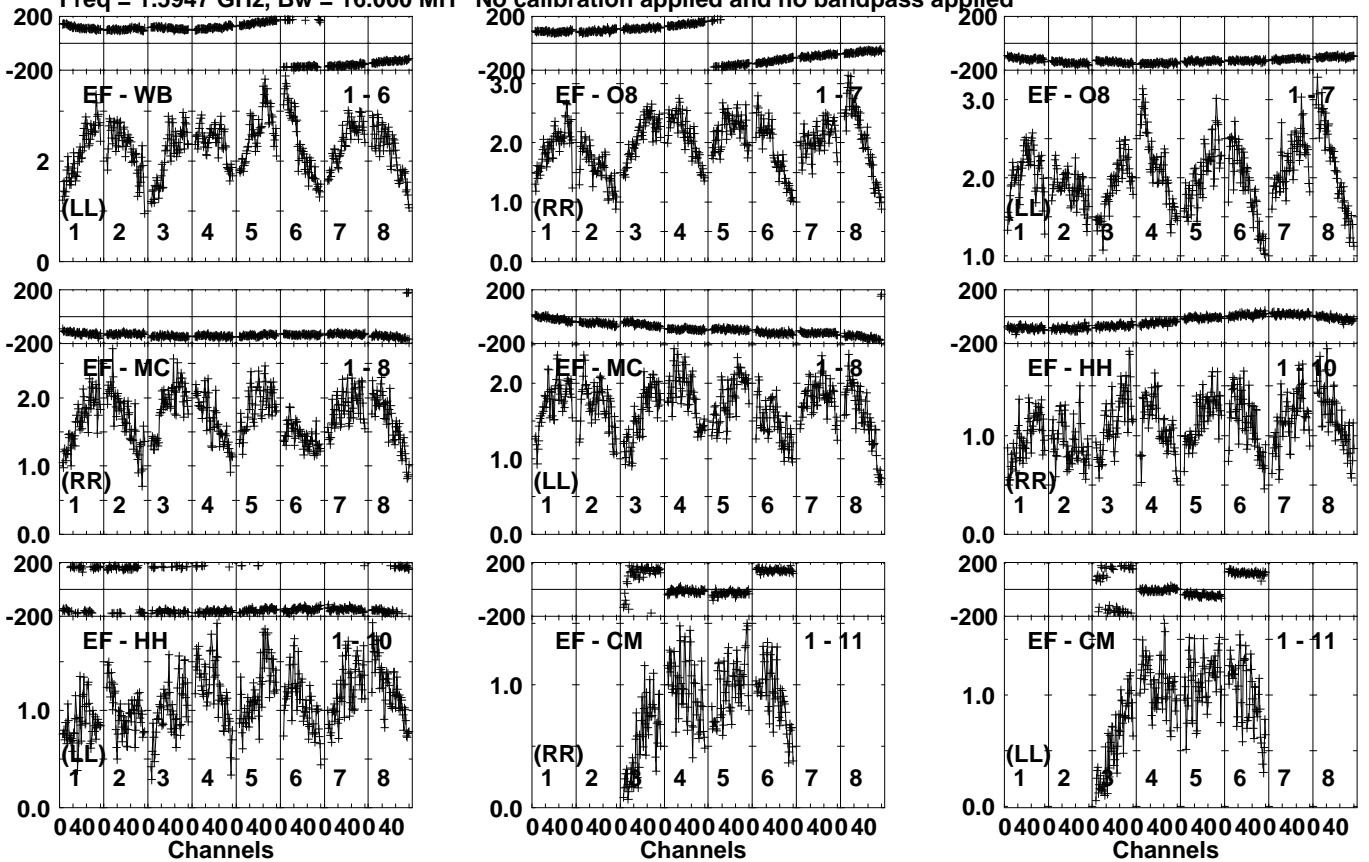 Freq = 1.5947 GHz, Bw = 16.000 MH No calibration applied and no bandpass applied
200 200 200
-200 -200 -200
EF - WB 1 - 6 3.0 EF - O8 1 - 7 3.0 EF - O8 1 - 7
2 2.0 2.0
1.0
(LL) (RR) (LL)
1 2 3 4 5 6 7 8 1 2 3 4 5 6 7 8 1 2 3 4 5 6 7 8
0 0.0 1.0
200 200 200
-200 -200 -200
EF - MC 1 - 8 EF - MC 1 - 8 EF - HH 1 - 10
2.0 2.0
1.0 1.0 1.0
(RR) (LL) (RR)
1 2 3 4 5 6 7 8 1 2 3 4 5 6 7 8 1 2 3 4 5 6 7 8
0.0 0.0 0.0
200 200 200
-200 -200 -200
EF - HH 1 - 10 EF - CM 1 - 11 EF - CM 1 - 11
1.0 1.0 1.0
(LL) (RR) (LL)
1 2 3 4 5 6 7 8 1 2 3 4 5 6 7 8 1 2 3 4 5 6 7 8
0.0 0.0 0.0
0 40 0 40 0 40 0 40 0 40 0 40 0 40 0 40 0 40 0 40 0 40 0 40 0 40 0 40 0 40 0 40 0 40 0 40 0 40 0 40 0 40 0 40 0 40 0 40
Channels Channels Channels